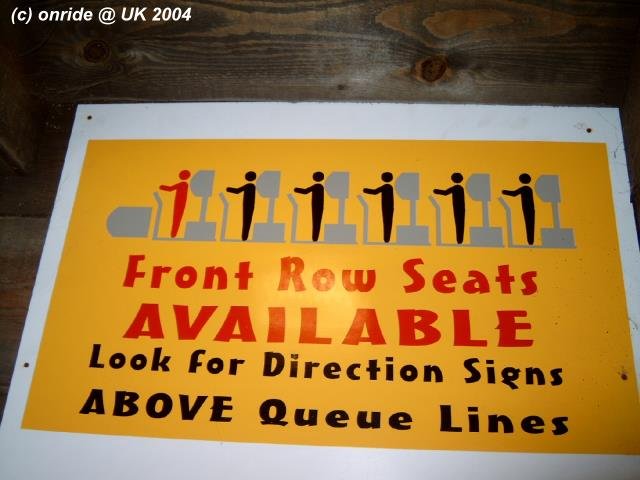 (c) onride @ UK 2004
Front Row Seats
AVAILABLE
Look for Direction Signs
ABOVE Queue Lines